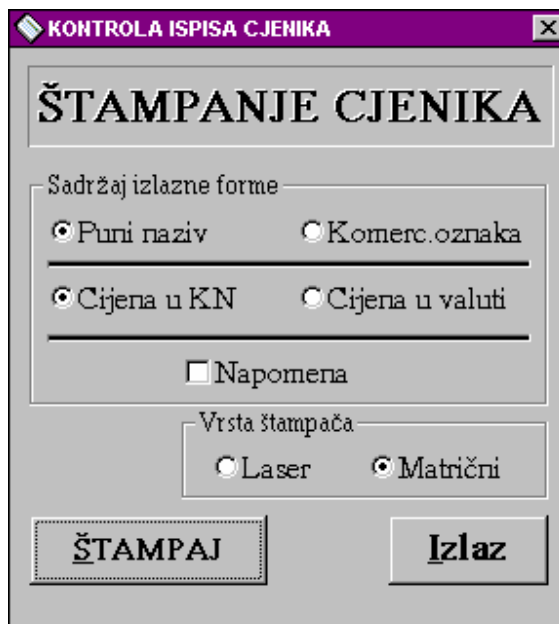 KONTROLA ISPISA CJENIKA
ŠTAMPANJE CJENIKA
Sadržaj izlazne forme
Puni naziv Komerc.oznaka
Cijena u KN Cijena u valuti
Napomena
Vrsta štampača
Laser Matrični
ŠTAMPAJ Izlaz